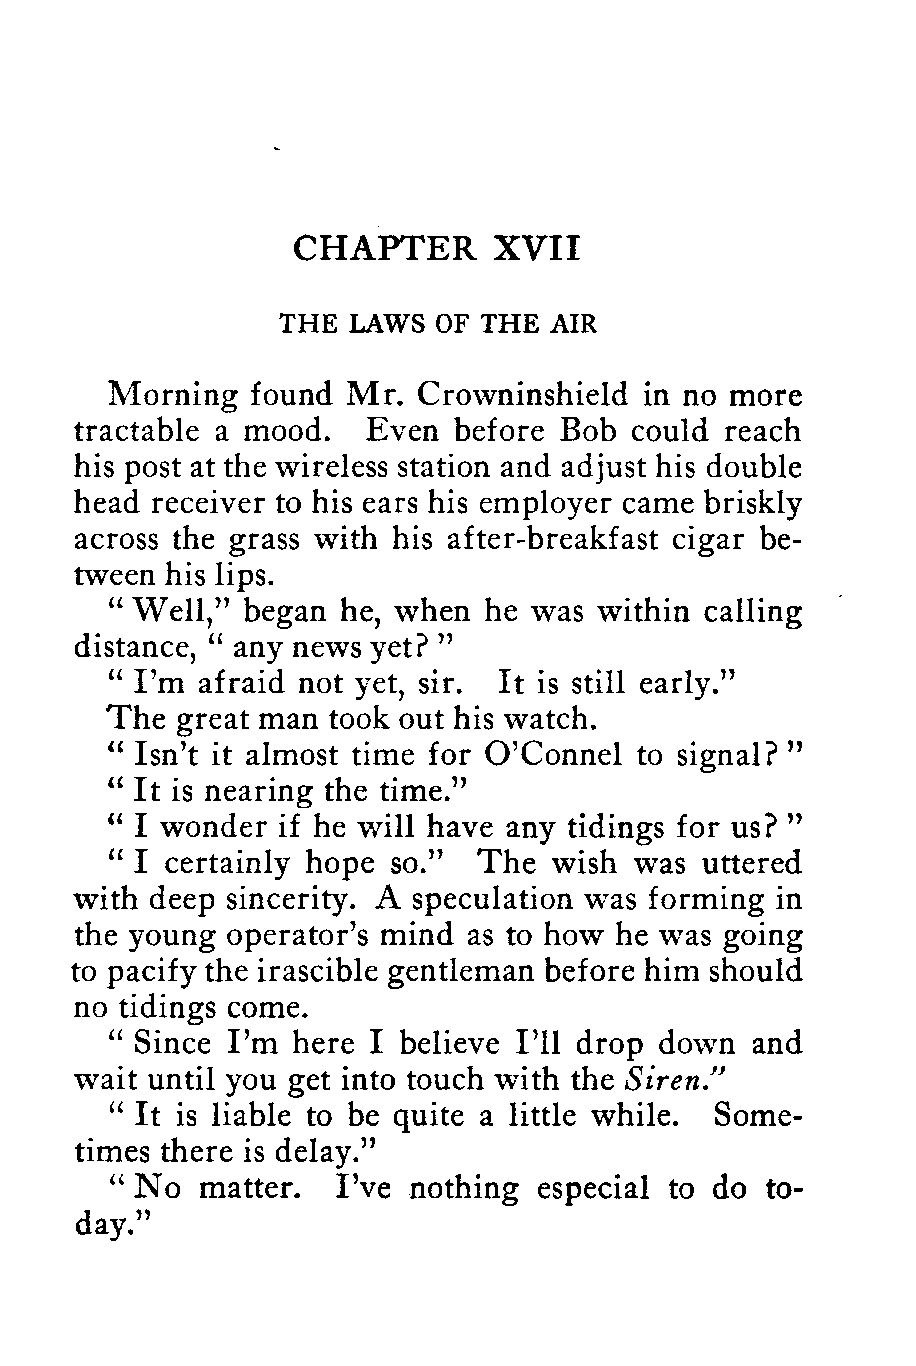 CHAPTER XVII
THE LAWS OF THE AIR
Morning found Mr. Crowninshield in no more
tractable a mood. Even before Bob could reach
his post at the wireless station and adjust his double
head receiver to his ears his employer came briskly
across the grass with his after-breakfast cigar be-
tween his lips.
“ Well,” began he, when he was within calling
distance, “ any news yet? ”
“ I’m afraid not yet, sir. It is still early.”
The great man took out his watch.
“ Isn’t it almost time for O’Connel to signal? ”
“ It is nearing the time.”
“ I wonder if he will have any tidings for us? ”
“ I certainly hope so.” The wish was uttered
with deep sincerity. A speculation was forming in
the young operator’s mind as to how he was going
to pacify the irascible gentleman before him should
no tidings come.
“ Since I’m here I believe I’ll drop down and
wait until you get into touch with the Siren.”
“ It is liable to be quite a little while. Some-
times there is delay.”
“ No matter. I’ve nothing especial to do to-
day.”